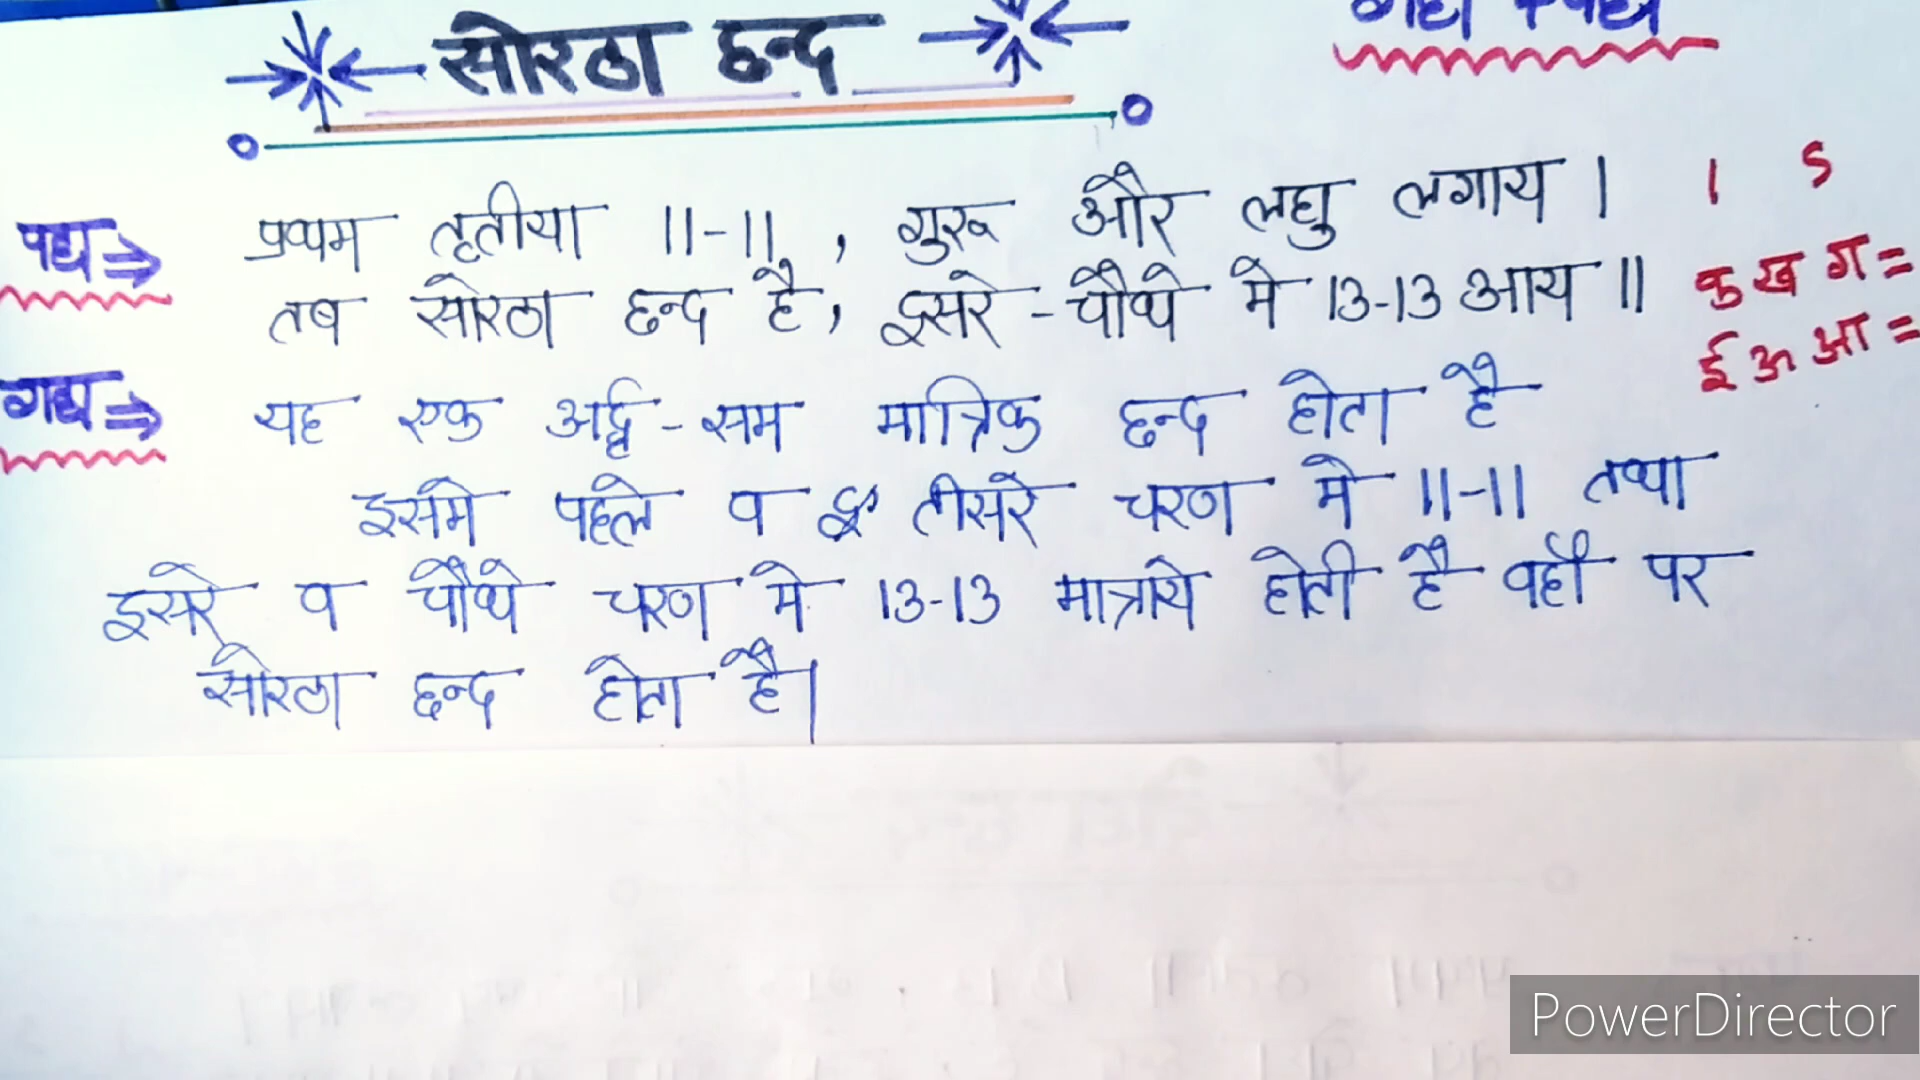 सोरठा छन्द
गद्य + पद्य
पद्य⇒ प्रथम तृतीया 11-11, गुरू और लघु लगाय।
तब सोरठा छन्द है, दूसरे-चौथे मे 13-13 आय॥
। S
क ख ग =
ई ऊ आ =
गद्य⇒ यह एक अर्द्ध-सम मात्रिक छन्द होता है
इसमे पहले व तीसरे चरण मे 11-11 तथा
दूसरे व चौथे चरण मे 13-13 मात्राये होती है वहाँ पर
सोरठा छन्द होता है।
PowerDirector